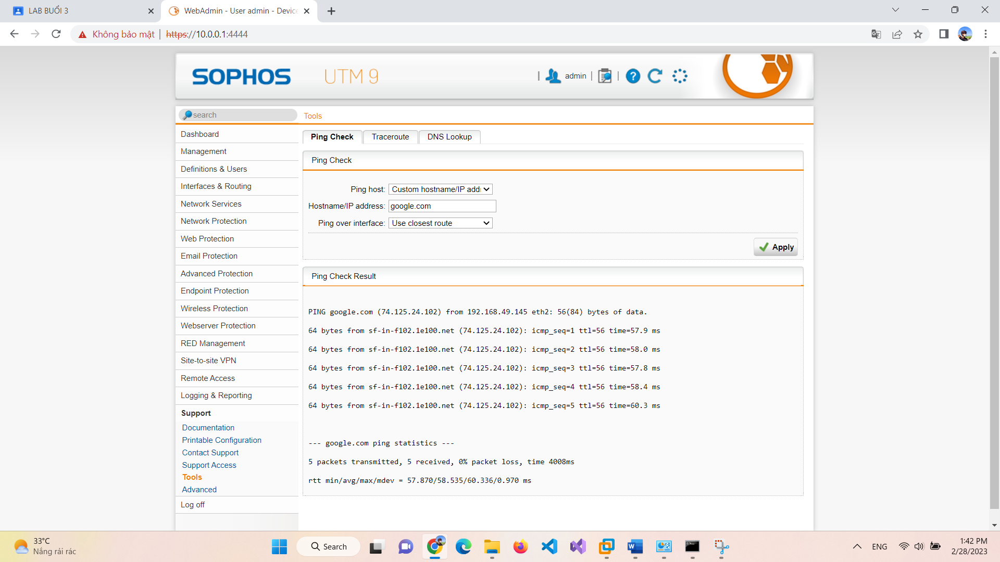 LAB BUỔI 3
WebAdmin - User admin - Device
Không bảo mật | https://10.0.0.1:4444
SOPHOS UTM 9
| admin | |
search
Tools
Dashboard
Management
Definitions & Users
Interfaces & Routing
Network Services
Network Protection
Web Protection
Email Protection
Advanced Protection
Endpoint Protection
Wireless Protection
Webserver Protection
RED Management
Site-to-site VPN
Remote Access
Logging & Reporting
Support
Documentation
Printable Configuration
Contact Support
Support Access
Tools
Advanced
Log off
Ping Check Traceroute DNS Lookup
Ping Check
Ping host: Custom hostname/IP add
Hostname/IP address: google.com
Ping over interface: Use closest route
Apply
Ping Check Result
PING google.com (74.125.24.102) from 192.168.49.145 eth2: 56(84) bytes of data.
64 bytes from sf-in-f102.1e100.net (74.125.24.102): icmp_seq=1 ttl=56 time=57.9 ms
64 bytes from sf-in-f102.1e100.net (74.125.24.102): icmp_seq=2 ttl=56 time=58.0 ms
64 bytes from sf-in-f102.1e100.net (74.125.24.102): icmp_seq=3 ttl=56 time=57.8 ms
64 bytes from sf-in-f102.1e100.net (74.125.24.102): icmp_seq=4 ttl=56 time=58.4 ms
64 bytes from sf-in-f102.1e100.net (74.125.24.102): icmp_seq=5 ttl=56 time=60.3 ms
--- google.com ping statistics ---
5 packets transmitted, 5 received, 0% packet loss, time 4008ms
rtt min/avg/max/mdev = 57.870/58.535/60.336/0.970 ms
33°C
Nắng rải rác
Search
ENG
1:42 PM
2/28/2023